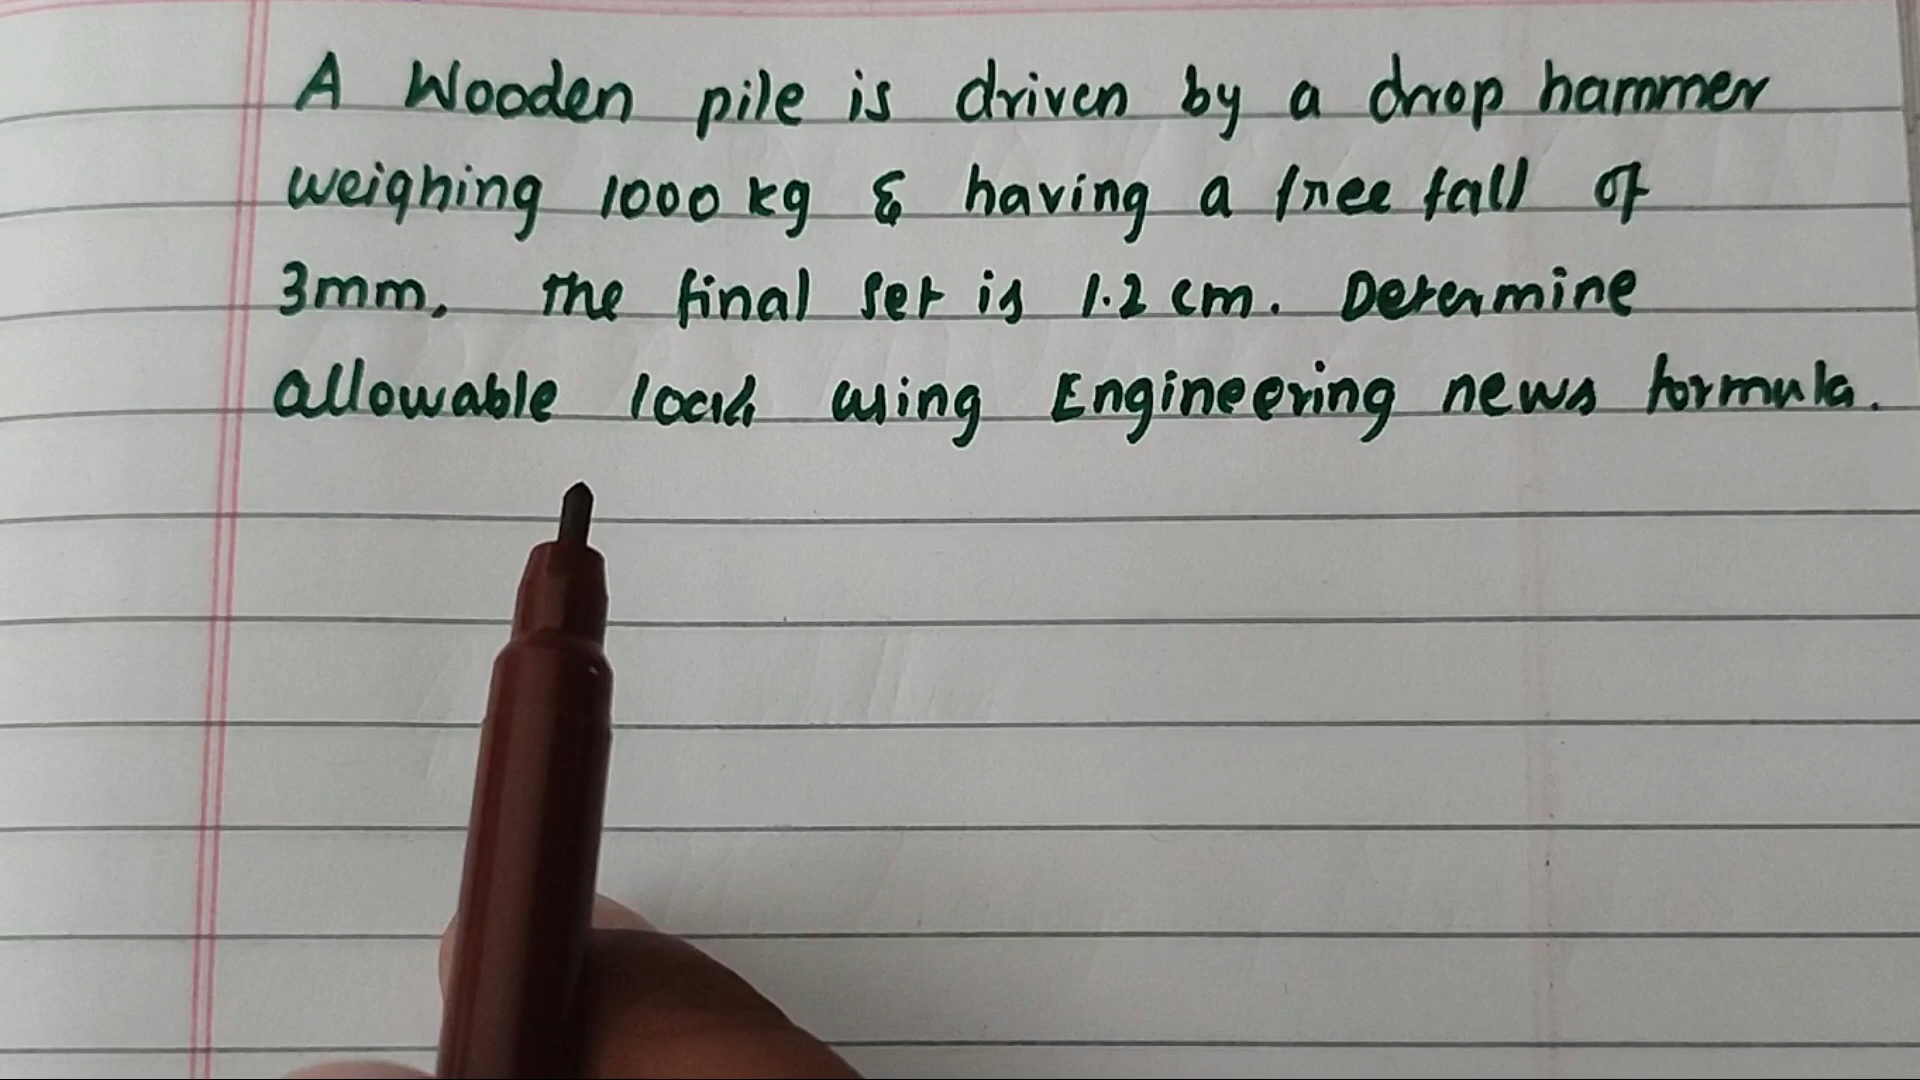 A Wooden pile is driven by a drop hammer
weighing 1000 kg & having a free fall of
3mm. The final set is 1.2 cm. Determine
allowable load using Engineering news formula.